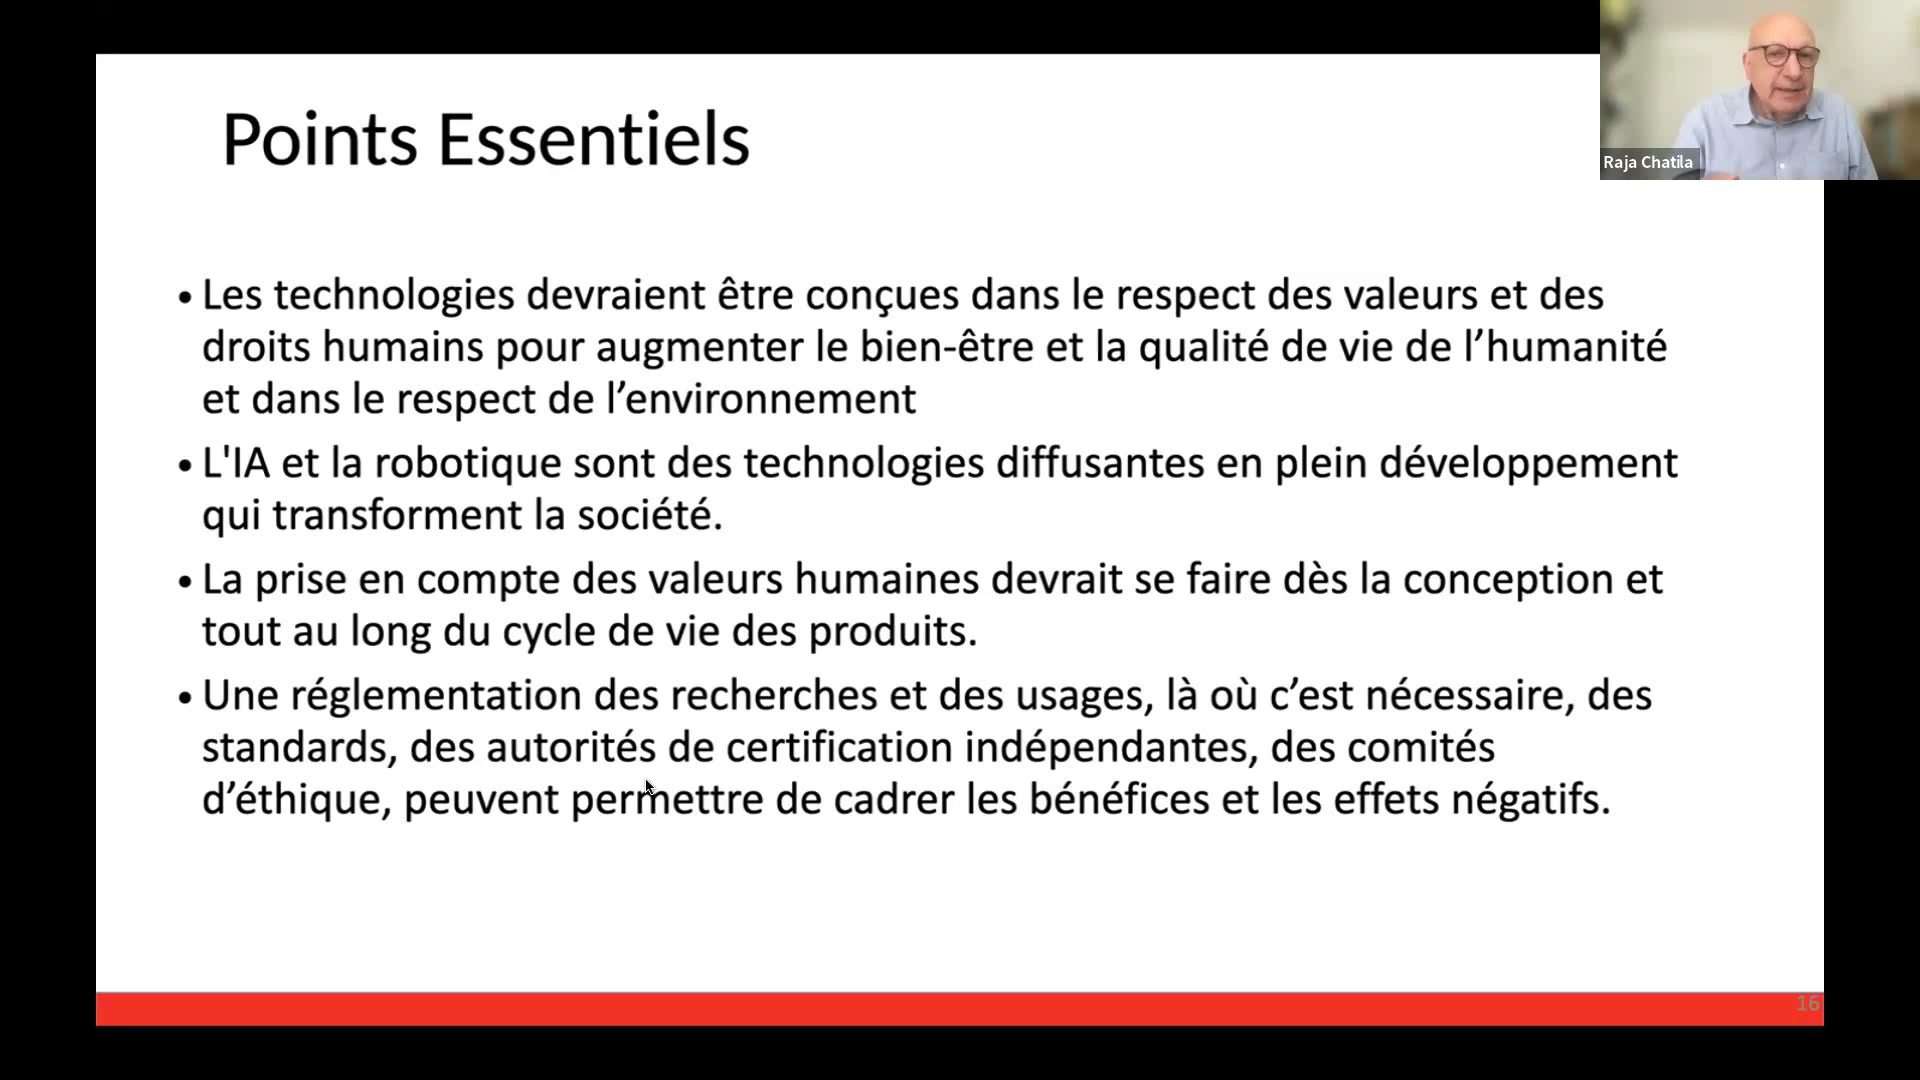 Points Essentiels
Raja Chatila
• Les technologies devraient être conçues dans le respect des valeurs et des
droits humains pour augmenter le bien-être et la qualité de vie de l’humanité
et dans le respect de l’environnement
• L'IA et la robotique sont des technologies diffusantes en plein développement
qui transforment la société.
• La prise en compte des valeurs humaines devrait se faire dès la conception et
tout au long du cycle de vie des produits.
• Une réglementation des recherches et des usages, là où c’est nécessaire, des
standards, des autorités de certification indépendantes, des comités
d’éthique, peuvent permettre de cadrer les bénéfices et les effets négatifs.
16